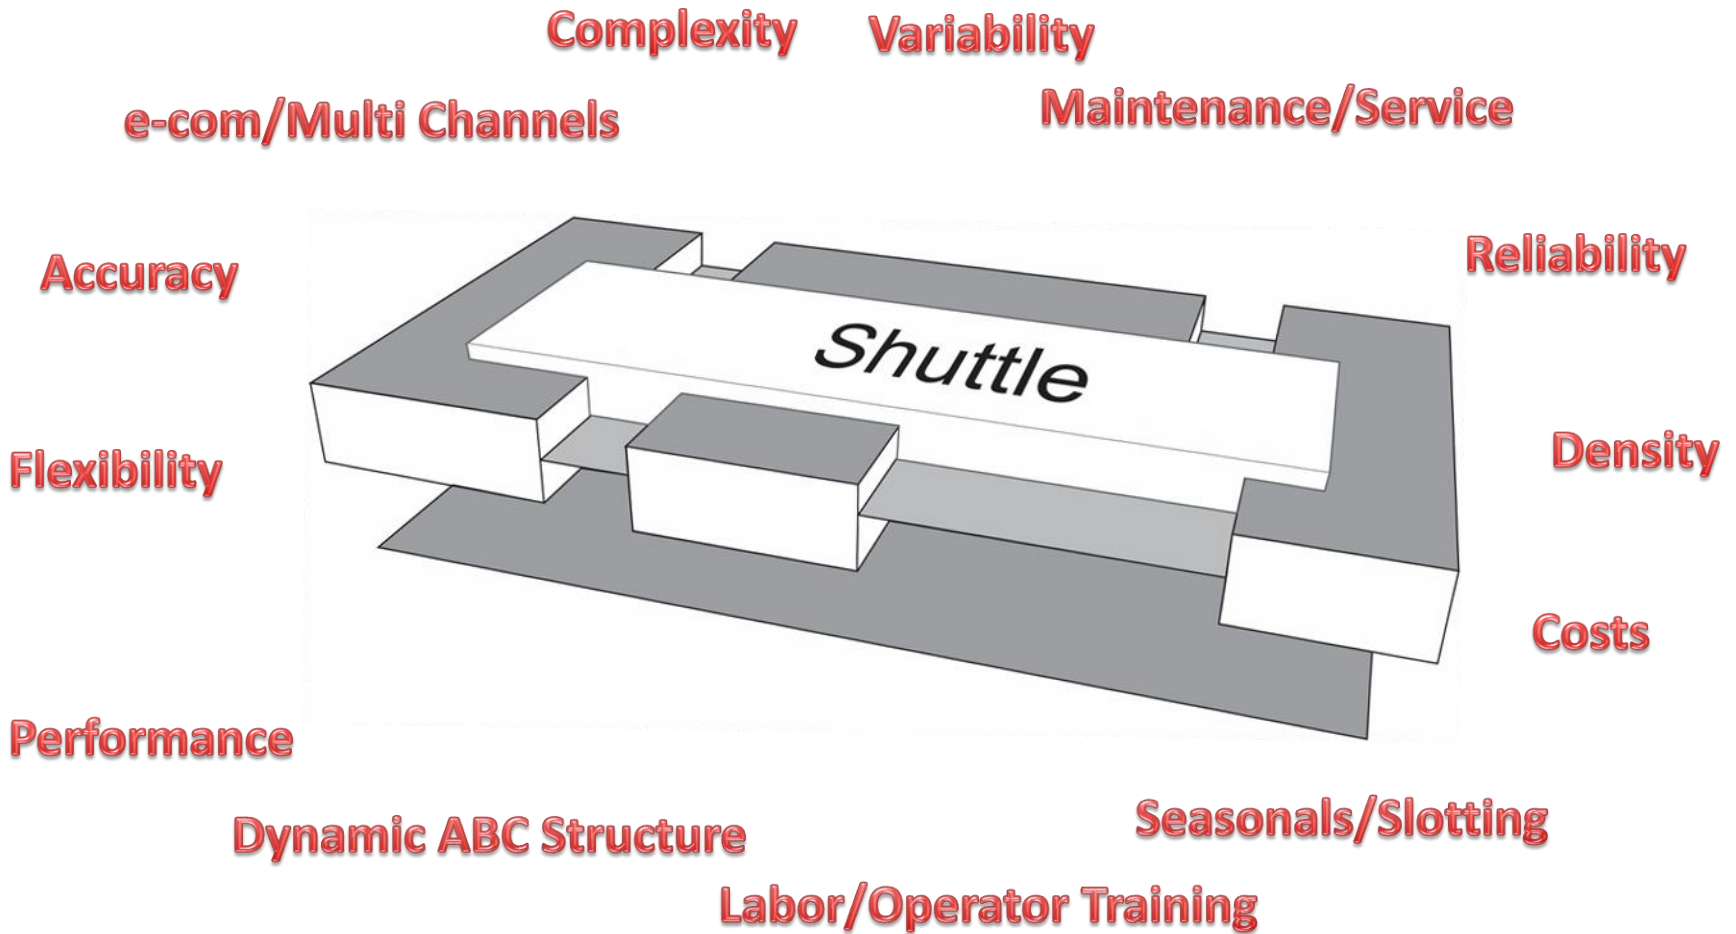 Complexity
Variability
e-com/Multi Channels
Maintenance/Service
Accuracy
Reliability
Shuttle
Flexibility
Density
Costs
Performance
Dynamic ABC Structure
Seasonals/Slotting
Labor/Operator Training